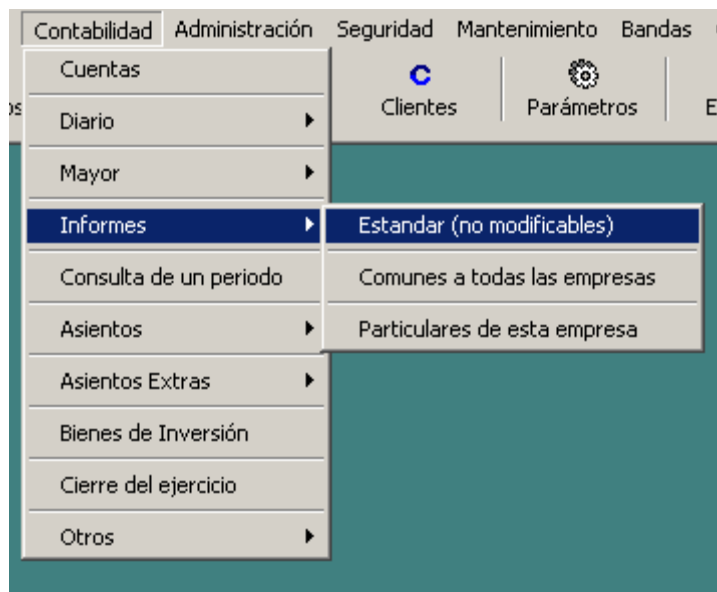 Contabilidad Administración Seguridad Mantenimiento Bandas
Cuentas
C
Clientes Parámetros
Diario
Mayor
Informes Estandar (no modificables)
Consulta de un periodo Comunes a todas las empresas
Asientos Particulares de esta empresa
Asientos Extras
Bienes de Inversión
Cierre del ejercicio
Otros